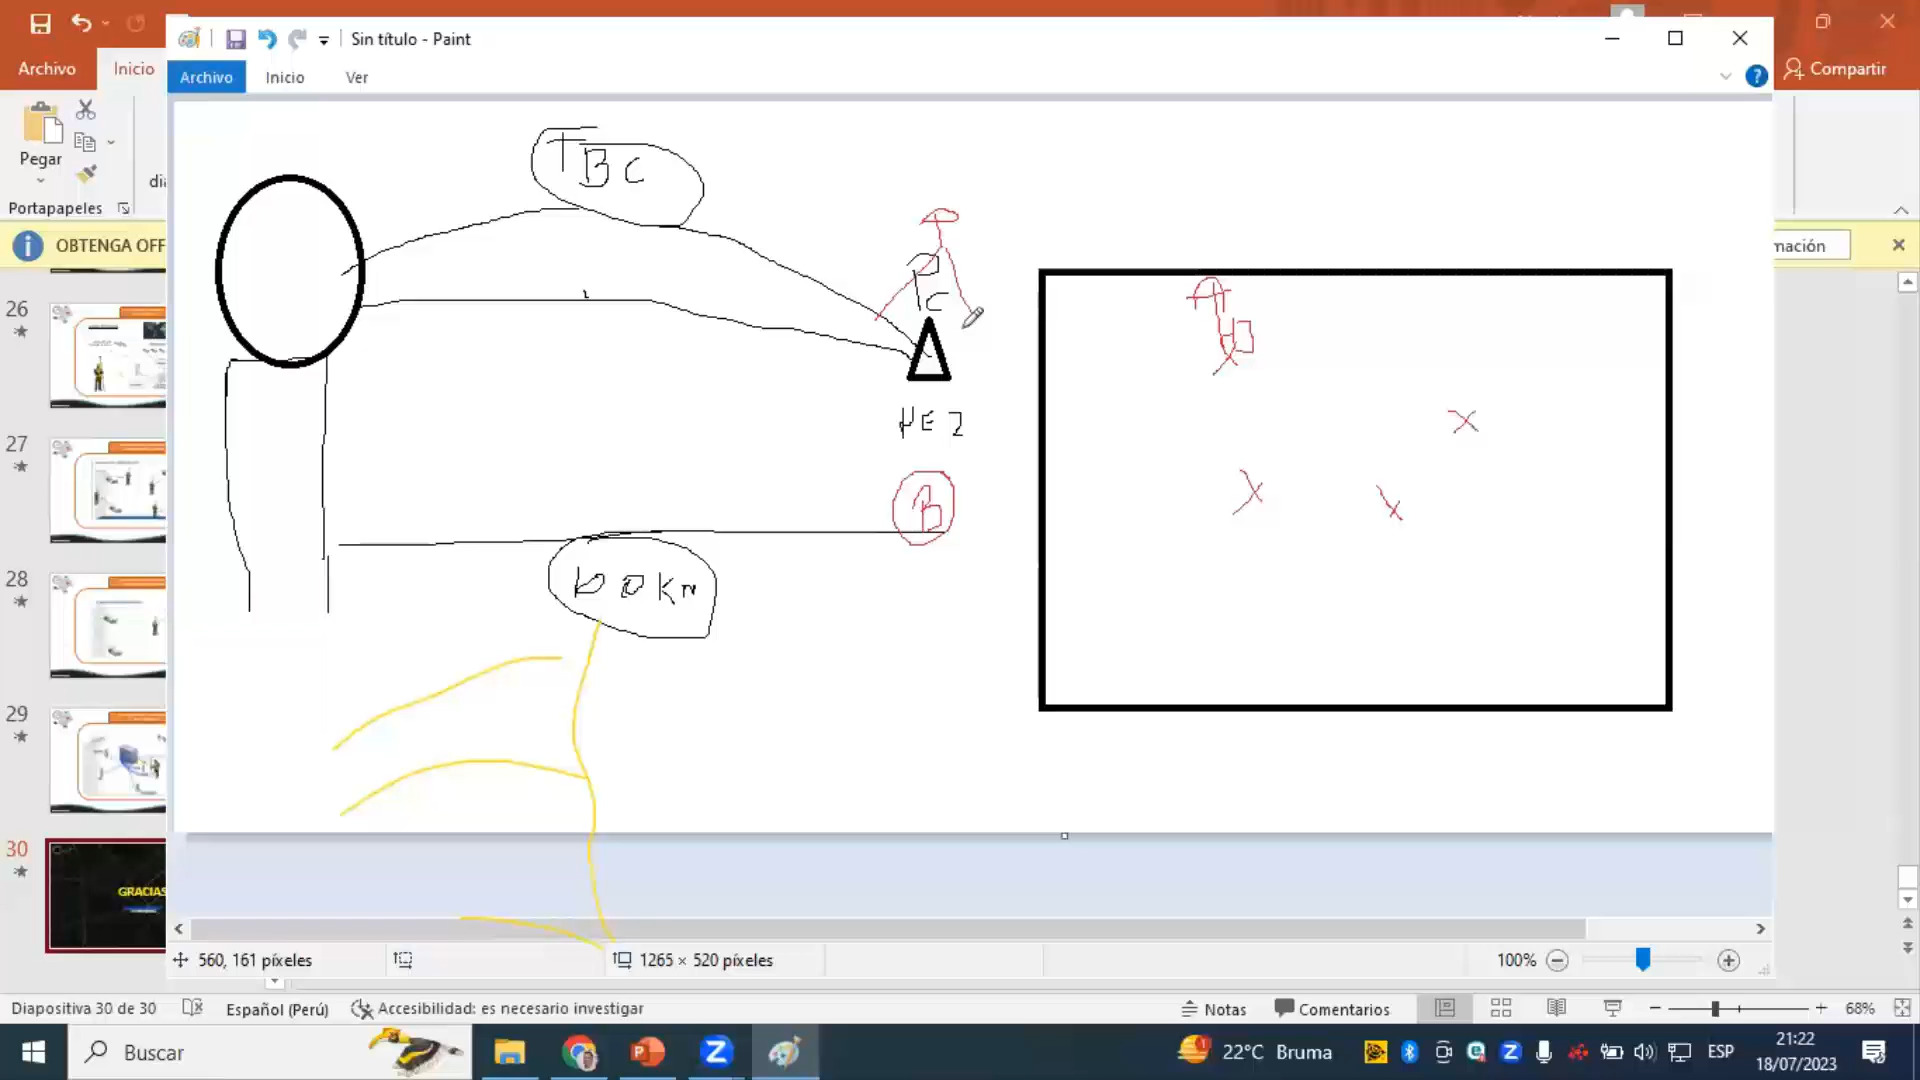 Sin título - Paint
Archivo
Inicio
Compartir
Archivo
Inicio
Ver
Pegar
Portapapeles
OBTENGA OFF
mación
26
27
28
29
30
GRACIAS
TBC
PC
B
560, 161 píxeles
1265 × 520 píxeles
100%
Diapositiva 30 de 30
Español (Perú)
Accesibilidad: es necesario investigar
Notas
Comentarios
68%
Buscar
22°C Bruma
ESP
21:22
18/07/2023